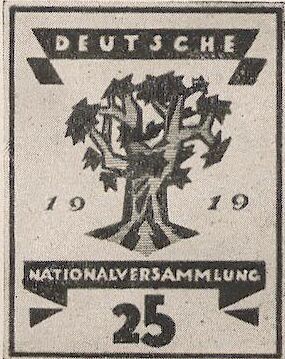 DEUTSCHE
19 19
NATIONALVERSAMMLUNG
25